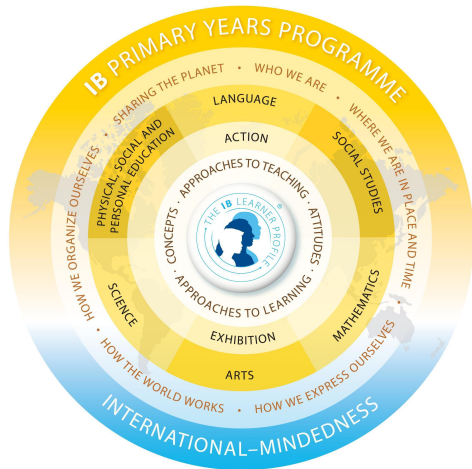 IB PRIMARY YEARS PROGRAMME
SHARING THE PLANET • WHO WE ARE • WHERE WE ARE IN PLACE AND TIME • HOW WE EXPRESS OURSELVES • HOW THE WORLD WORKS • HOW WE ORGANIZE OURSELVES •
LANGUAGE
SOCIAL STUDIES
MATHEMATICS
ARTS
SCIENCE
PHYSICAL, SOCIAL AND
PERSONAL EDUCATION
ACTION
EXHIBITION
APPROACHES TO TEACHING · ATTITUDES · APPROACHES TO LEARNING · CONCEPTS ·
THE IB LEARNER PROFILE ®
INTERNATIONAL–MINDEDNESS